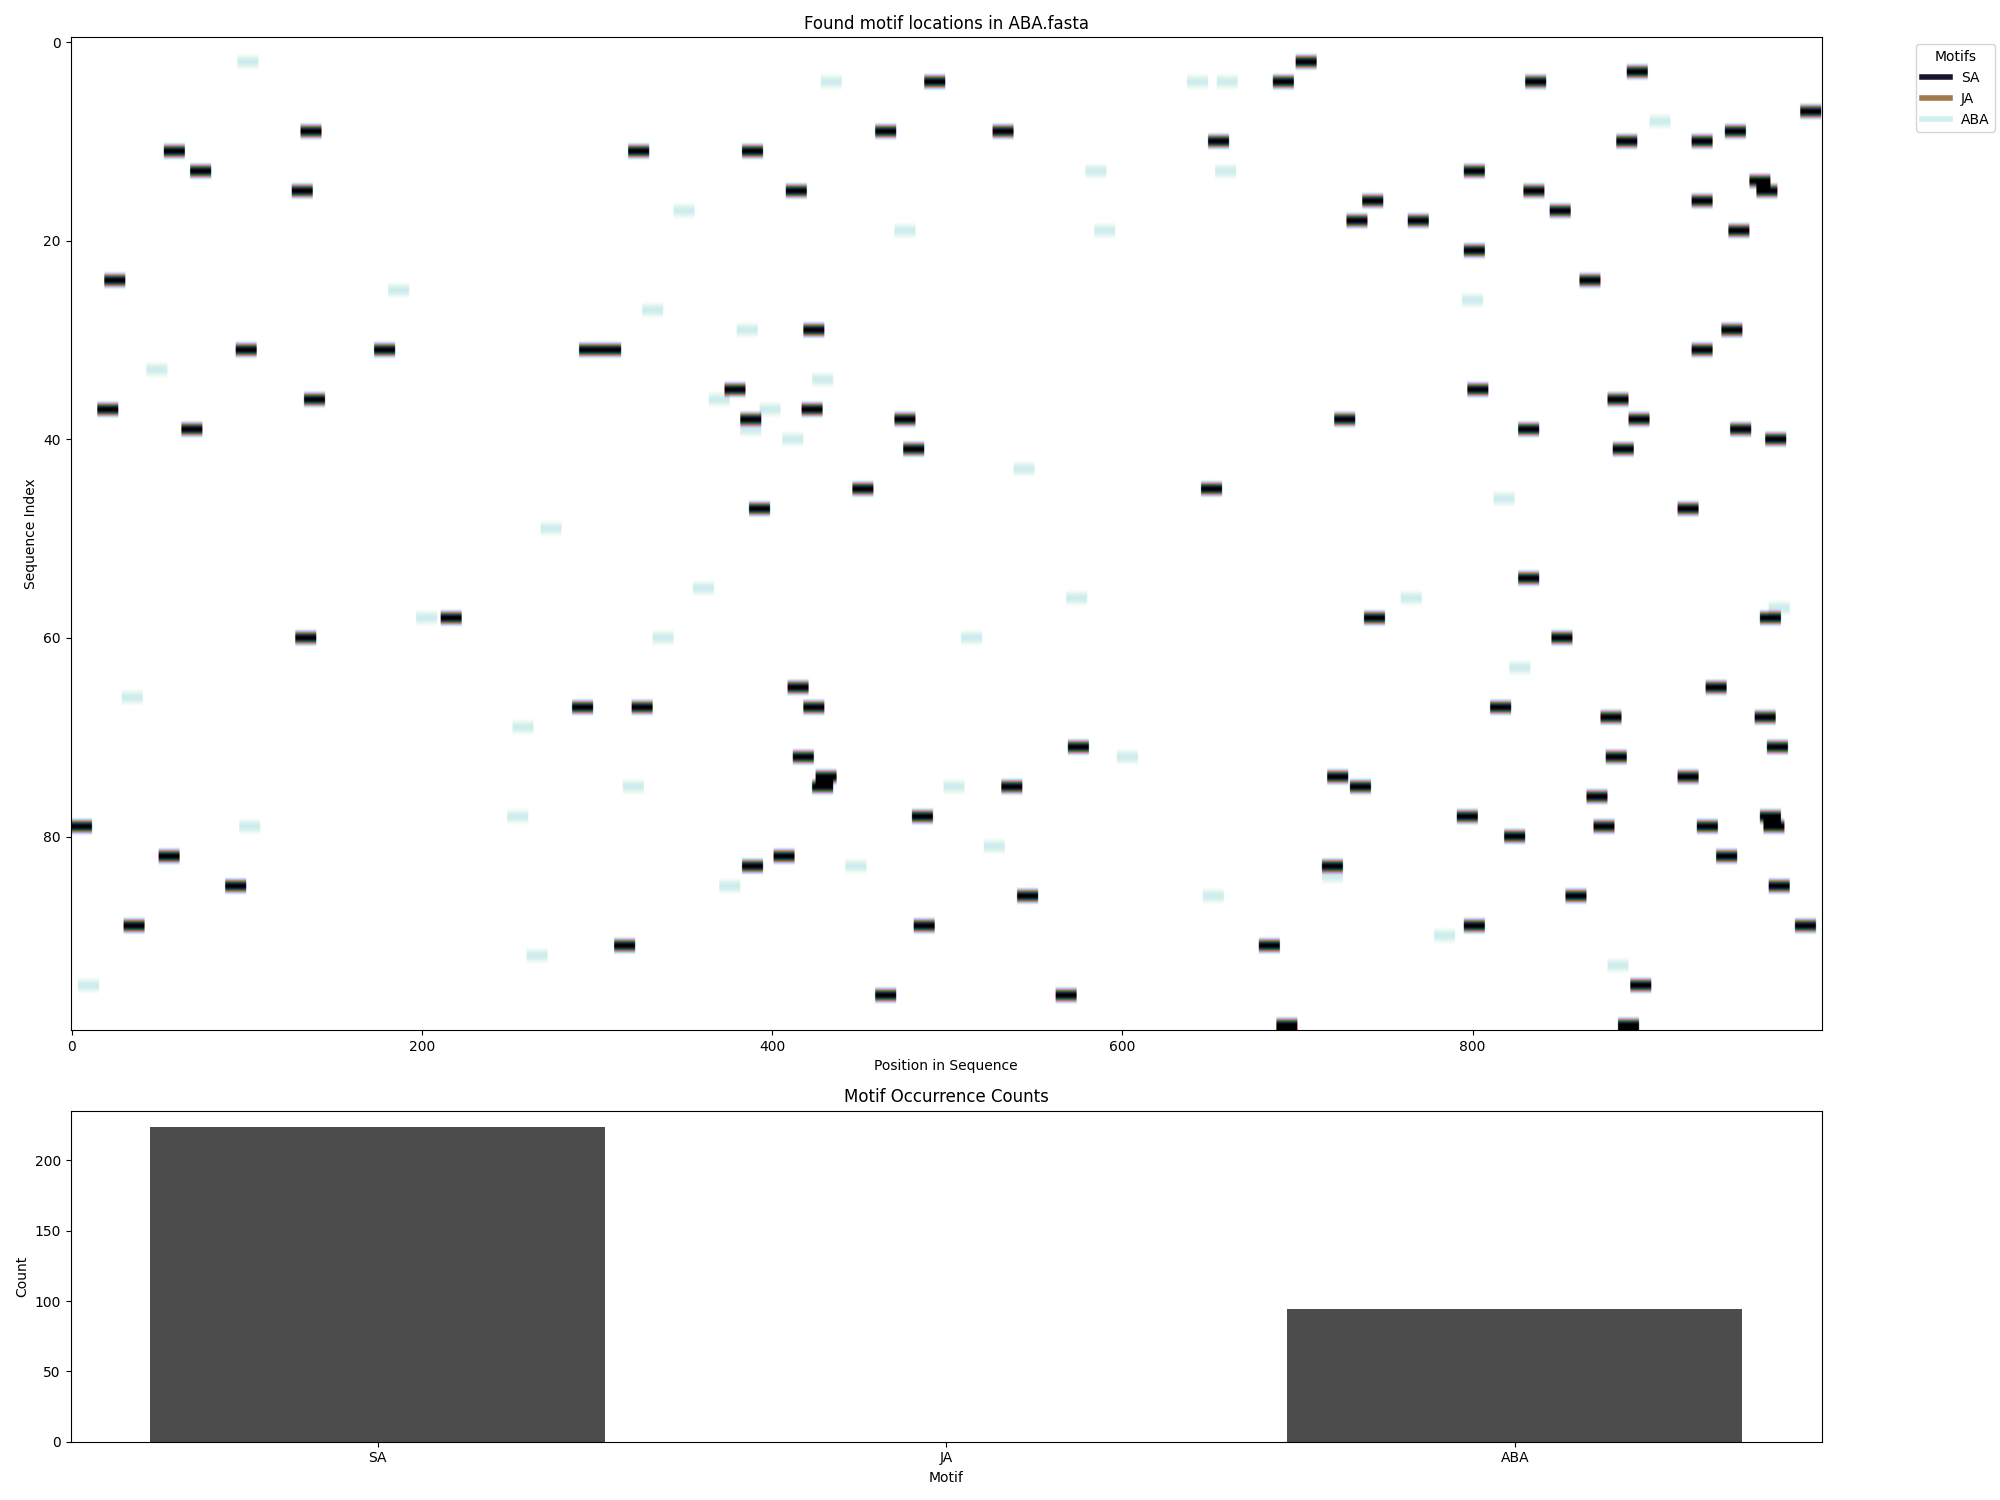 Found motif locations in ABA.fasta
0
20
40
60
80
Sequence Index
0 200 400 600 800
Position in Sequence
Motifs
SA
JA
ABA
Motif Occurrence Counts
200
150
100
50
0
Count
SA JA ABA
Motif